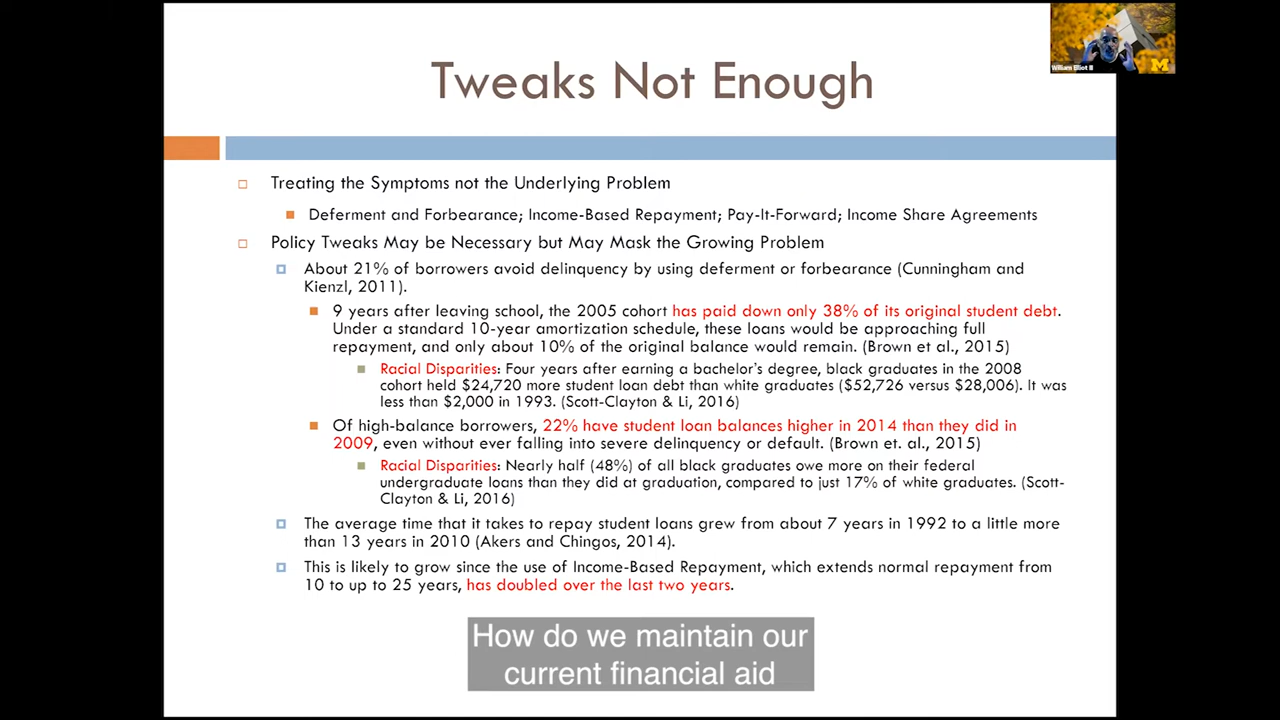 William Elliot II
M
Tweaks Not Enough
Treating the Symptoms not the Underlying Problem
Deferment and Forbearance; Income-Based Repayment; Pay-It-Forward; Income Share Agreements
Policy Tweaks May be Necessary but May Mask the Growing Problem
About 21% of borrowers avoid delinquency by using deferment or forbearance (Cunningham and
Kienzl, 2011).
9 years after leaving school, the 2005 cohort has paid down only 38% of its original student debt.
Under a standard 10-year amortization schedule, these loans would be approaching full
repayment, and only about 10% of the original balance would remain. (Brown et al., 2015)
Racial Disparities: Four years after earning a bachelor's degree, black graduates in the 2008
cohort held $24,720 more student loan debt than white graduates ($52,726 versus $28,006). It was
less than $2,000 in 1993. (Scott-Clayton & Li, 2016)
Of high-balance borrowers, 22% have student loan balances higher in 2014 than they did in
2009, even without ever falling into severe delinquency or default. (Brown et. al., 2015)
Racial Disparities: Nearly half (48%) of all black graduates owe more on their federal
undergraduate loans than they did at graduation, compared to just 17% of white graduates. (Scott-
Clayton & Li, 2016)
The average time that it takes to repay student loans grew from about 7 years in 1992 to a little more
than 13 years in 2010 (Akers and Chingos, 2014).
This is likely to grow since the use of Income-Based Repayment, which extends normal repayment from
10 to up to 25 years, has doubled over the last two years.
How do we maintain our
current financial aid